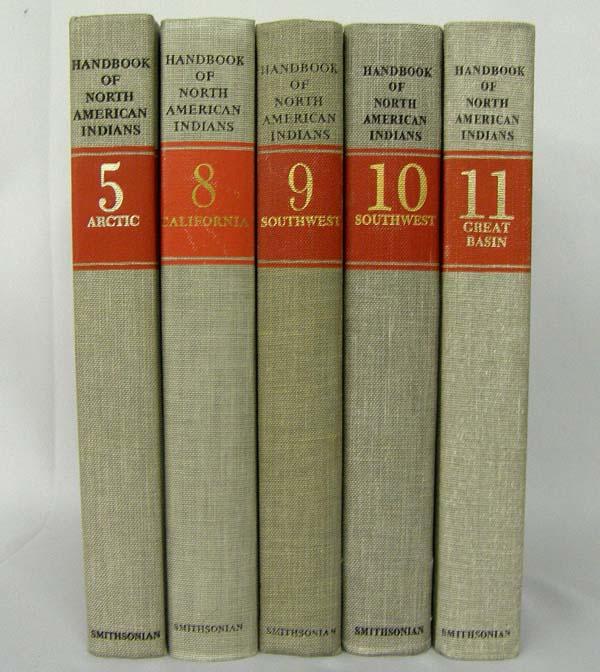 HANDBOOK
OF
NORTH
AMERICAN
INDIANS
5
ARCTIC
SMITHSONIAN
HANDBOOK
OF
NORTH
AMERICAN
INDIANS
8
CALIFORNIA
SMITHSONIAN
HANDBOOK
OF
NORTH
AMERICAN
INDIANS
9
SOUTHWEST
SMITHSONIAN
HANDBOOK
OF
NORTH
AMERICAN
INDIANS
10
SOUTHWEST
SMITHSONIAN
HANDBOOK
OF
NORTH
AMERICAN
INDIANS
11
GREAT
BASIN
SMITHSONIAN